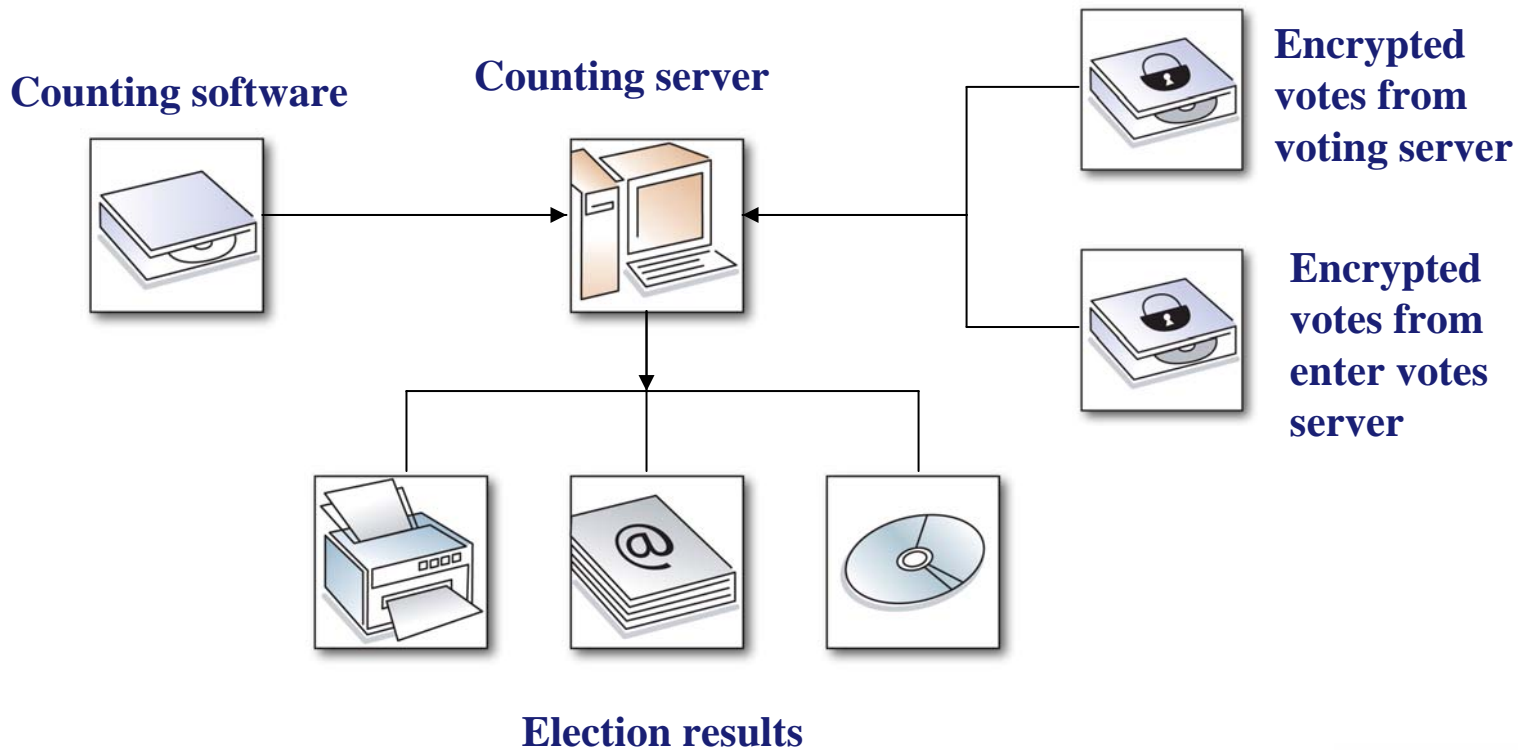 Counting software
Counting server
Encrypted
votes from
voting server
Encrypted
votes from
enter votes
server
@
Election results